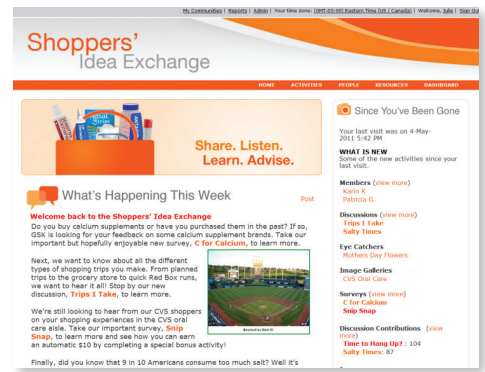 My Communities | Reports | Admin | Your time zone: (GMT-05:00) Eastern Time (US / Canada) | Welcome, Julie | Sign Out
Shoppers'
Idea Exchange
HOME ACTIVITIES PEOPLE RESOURCES DASHBOARD
Share. Listen.
Learn. Advise.
What's Happening This Week
Post
Welcome back to the Shoppers' Idea Exchange
Do you buy calcium supplements or have you purchased them in the past? If so,
GSK is looking for your feedback on some calcium supplement brands. Take our
important but hopefully enjoyable new survey, C for Calcium, to learn more.
Next, we want to know about all the different
types of shopping trips you make. From planned
trips to the grocery store to quick Red Box runs,
we want to hear it all! Stop by our new
discussion, Trips I Take, to learn more.
We're still looking to hear from our CVS shoppers
on your shopping experiences in the CVS oral
care aisle. Take our important survey, Snip
Snap, to learn more and see how you can earn
an automatic $10 by completing a special bonus activity!
Finally, did you know that 9 in 10 Americans consume too much salt? Well it's
Since You've Been Gone
Your last visit was on 4-May-
2011 5:42 PM
WHAT IS NEW
Some of the new activities since your
last visit.
Members (view more)
Karin K
Patricia G
Discussions (view more)
Trips I Take
Salty Times
Eye Catchers
Mothers Day Flowers
Image Galleries
CVS Oral Care
Surveys (view more)
C for Calcium
Snip Snap
Discussion Contributions (view
more)
Time to Hang Up? : 104
Salty Times: 87